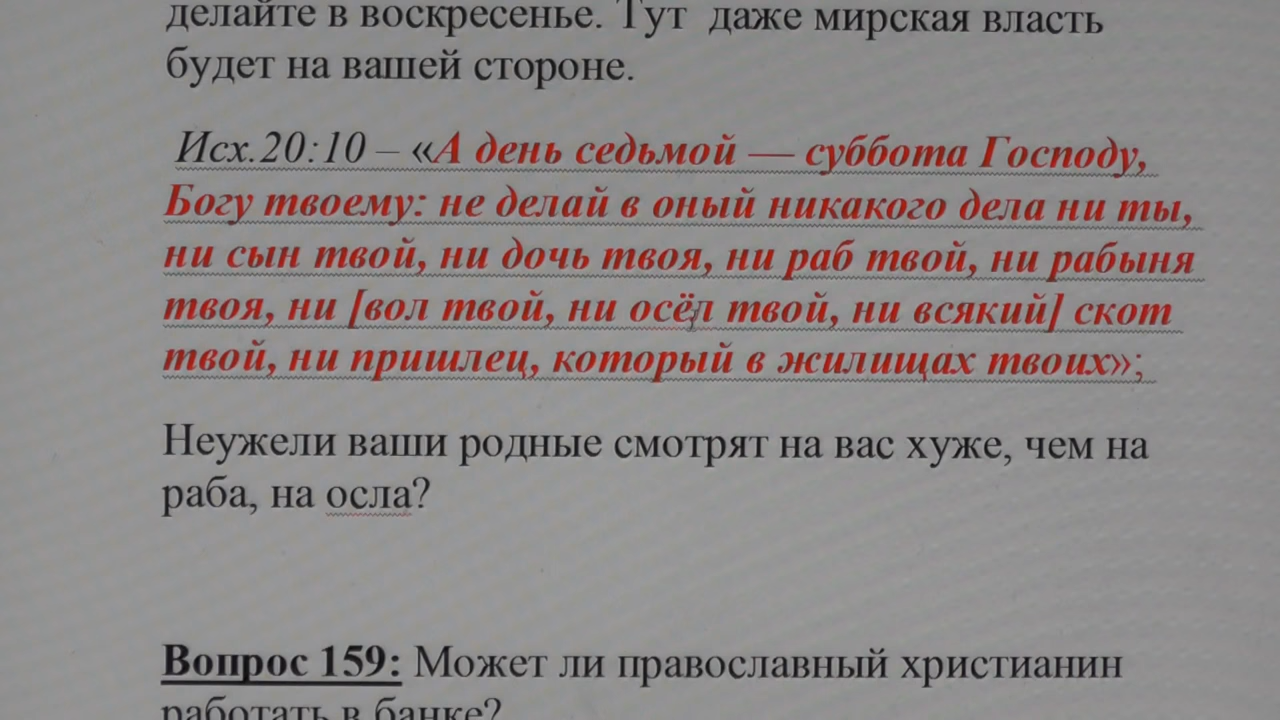 делайте в воскресенье. Тут даже мирская власть
будет на вашей стороне.
Исх.20:10 – «А день седьмой — суббота Господу,
Богу твоему: не делай в оный никакого дела ни ты,
ни сын твой, ни дочь твоя, ни раб твой, ни рабыня
твоя, ни [вол твой, ни осёл твой, ни всякий] скот
твой, ни пришлец, который в жилищах твоих»;
Неужели ваши родные смотрят на вас хуже, чем на
раба, на осла?
Вопрос 159: Может ли православный христианин
работать в банке?